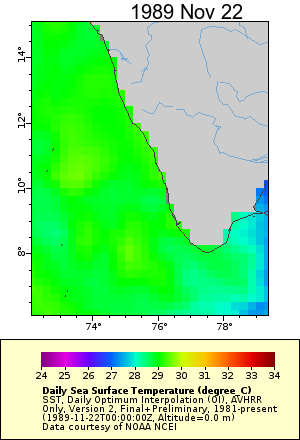 1989 Nov 22
14°
12°
10°
8°
74°
76°
78°
24 25 26 27 28 29 30 31 32 33 34
Daily Sea Surface Temperature (degree_C)
SST, Daily Optimum Interpolation (OI), AVHRR
Only, Version 2, Final+Preliminary, 1981-present
(1989-11-22T00:00:00Z, Altitude=0.0 m)
Data courtesy of NOAA NCEI